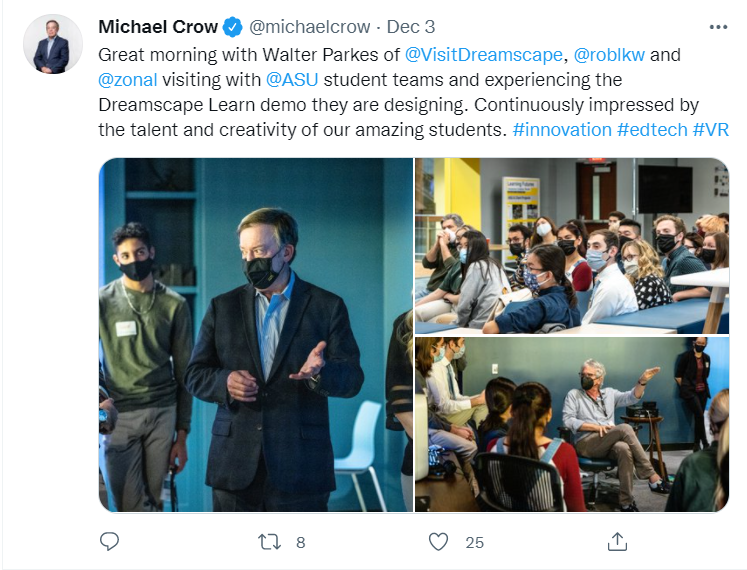 Michael Crow @michaelcrow · Dec 3
Great morning with Walter Parkes of @VisitDreamscape, @roblkw and
@zonal visiting with @ASU student teams and experiencing the
Dreamscape Learn demo they are designing. Continuously impressed by
the talent and creativity of our amazing students. #innovation #edtech #VR
Learning Futures
8
25